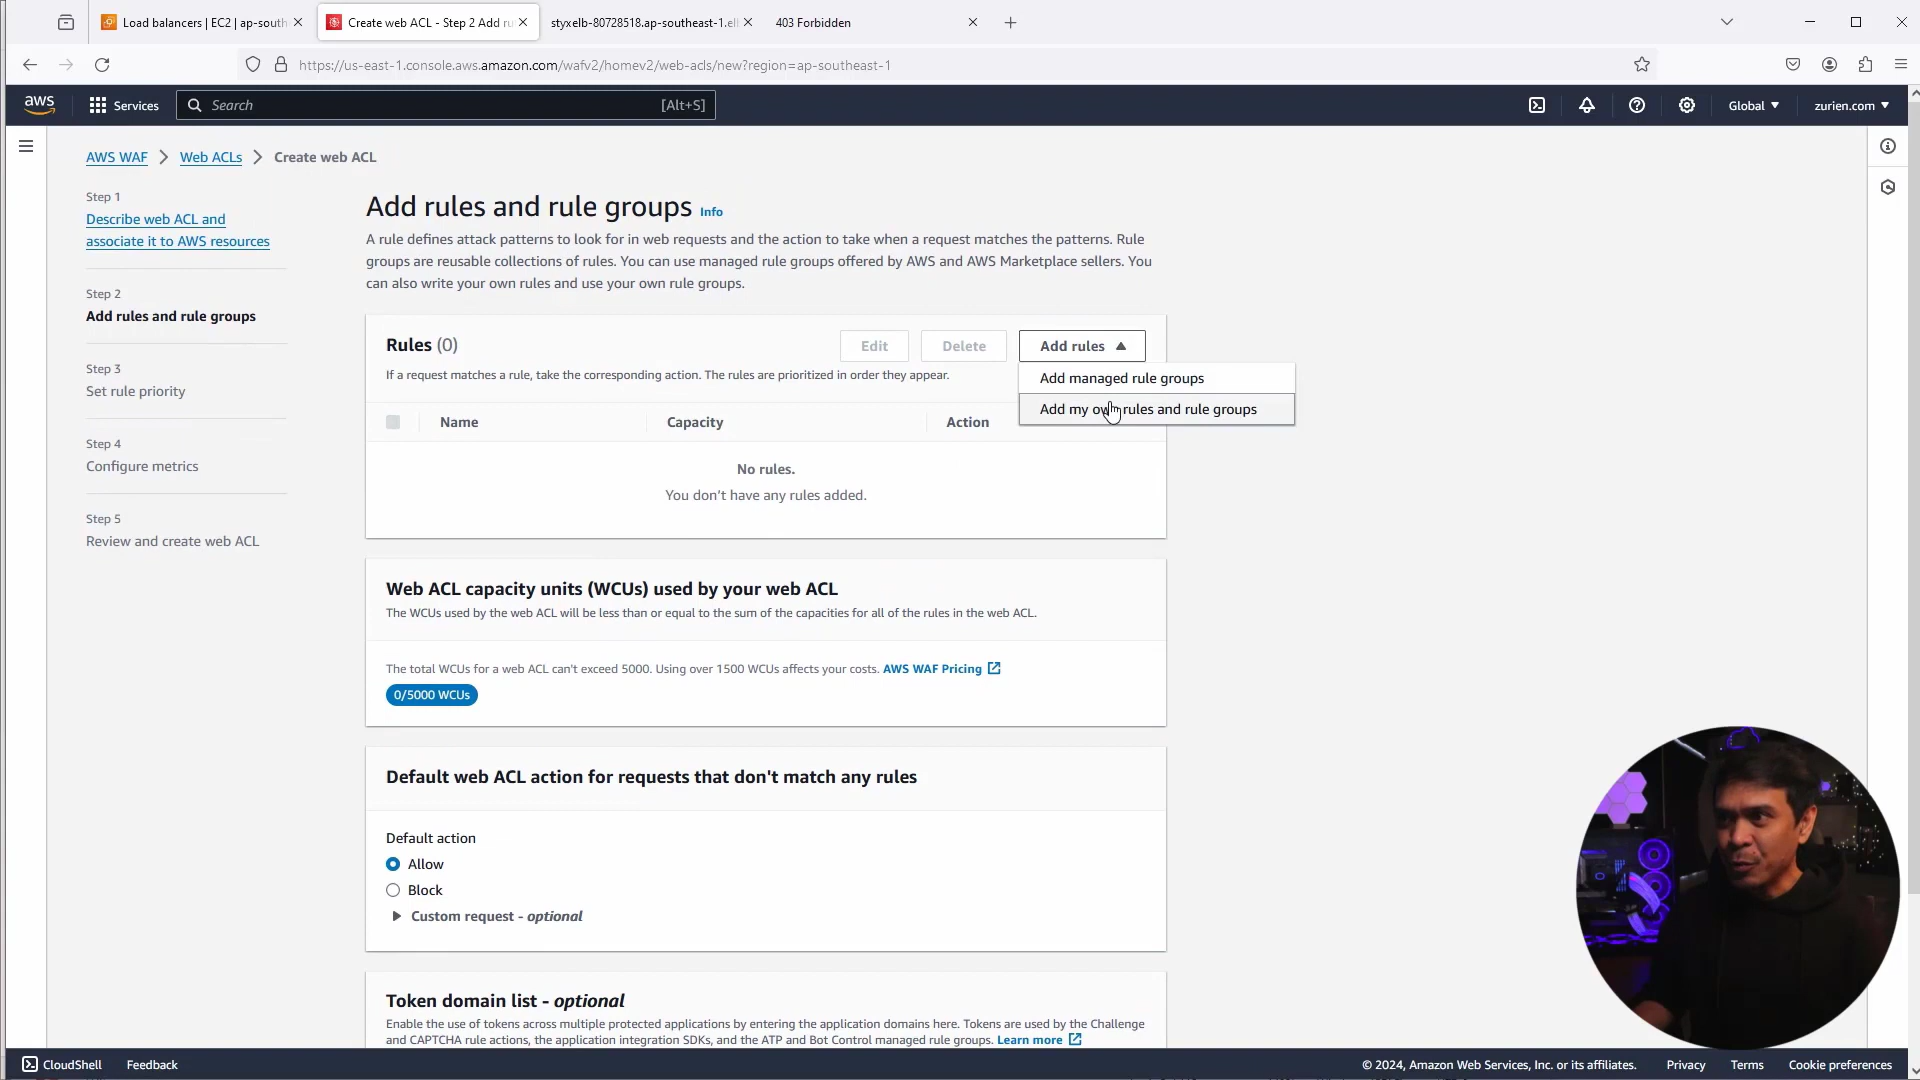 Load balancers | EC2 | ap-south
Create web ACL - Step 2 Add ru
styxelb-80728518.ap-southeast-1.el
403 Forbidden
https://us-east-1.console.aws.amazon.com/wafv2/homev2/web-acls/new?region=ap-southeast-1
aws
Services
Search
[Alt+S]
Global
zurien.com
AWS WAF
Web ACLs
Create web ACL
Step 1
Describe web ACL and
associate it to AWS resources
Step 2
Add rules and rule groups
Step 3
Set rule priority
Step 4
Configure metrics
Step 5
Review and create web ACL
Add rules and rule groups Info
A rule defines attack patterns to look for in web requests and the action to take when a request matches the patterns. Rule
groups are reusable collections of rules. You can use managed rule groups offered by AWS and AWS Marketplace sellers. You
can also write your own rules and use your own rule groups.
Rules (0)
Edit
Delete
Add rules
If a request matches a rule, take the corresponding action. The rules are prioritized in order they appear.
Add managed rule groups
Add my own rules and rule groups
Name
Capacity
Action
No rules.
You don't have any rules added.
Web ACL capacity units (WCUs) used by your web ACL
The WCUs used by the web ACL will be less than or equal to the sum of the capacities for all of the rules in the web ACL.
The total WCUs for a web ACL can't exceed 5000. Using over 1500 WCUs affects your costs. AWS WAF Pricing
0/5000 WCUs
Default web ACL action for requests that don't match any rules
Default action
Allow
Block
Custom request - optional
Token domain list - optional
Enable the use of tokens across multiple protected applications by entering the application domains here. Tokens are used by the Challenge
and CAPTCHA rule actions, the application integration SDKs, and the ATP and Bot Control managed rule groups. Learn more
CloudShell
Feedback
© 2024, Amazon Web Services, Inc. or its affiliates.
Privacy
Terms
Cookie preferences